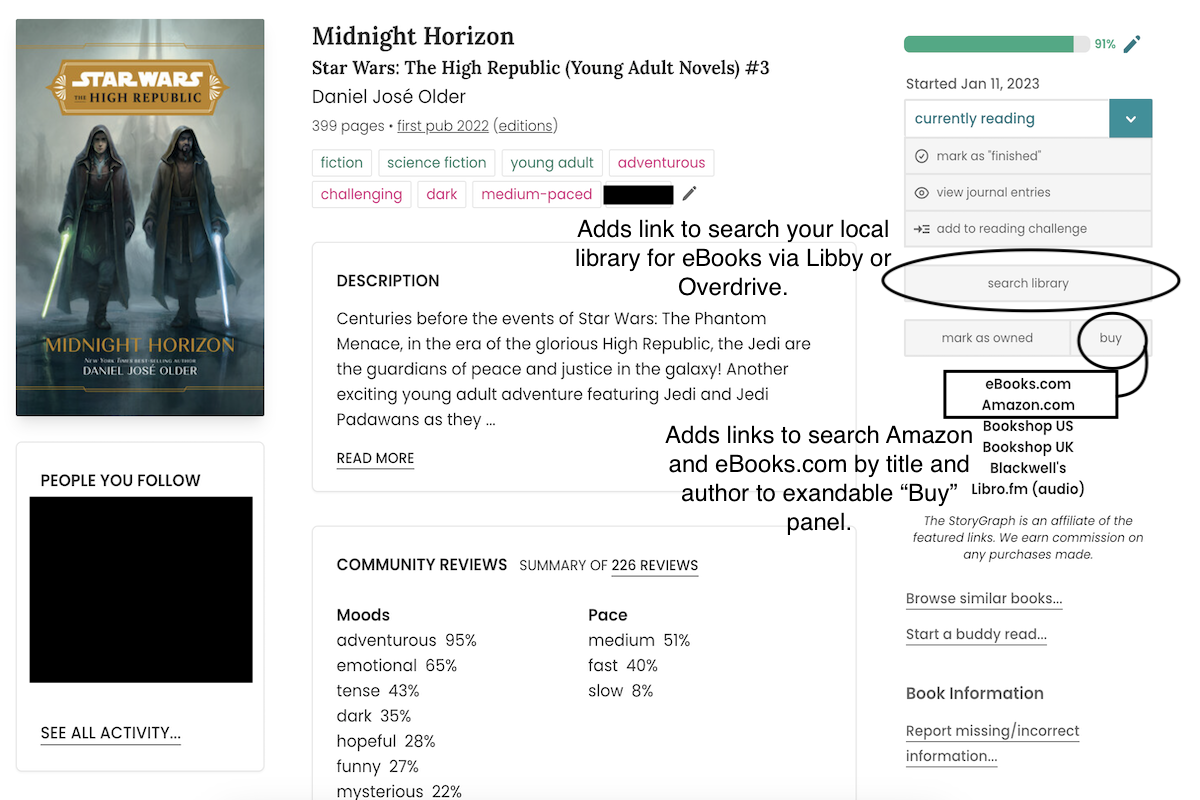 STAR WARS
THE HIGH REPUBLIC
MIDNIGHT HORIZON
NEW YORK TIMES BEST-SELLING AUTHOR
DANIEL JOSÉ OLDER
PEOPLE YOU FOLLOW
SEE ALL ACTIVITY...
Midnight Horizon
Star Wars: The High Republic (Young Adult Novels) #3
Daniel José Older
399 pages • first pub 2022 (editions)
fiction science fiction young adult adventurous
challenging dark medium-paced
Adds link to search your local
library for eBooks via Libby or
Overdrive.
DESCRIPTION
Centuries before the events of Star Wars: The Phantom
Menace, in the era of the glorious High Republic, the Jedi are
the guardians of peace and justice in the galaxy! Another
exciting young adult adventure featuring Jedi and Jedi
Padawans as they ...
READ MORE
Adds links to search Amazon
and eBooks.com by title and
author to exandable “Buy”
panel.
COMMUNITY REVIEWS SUMMARY OF 226 REVIEWS
Moods
adventurous 95%
emotional 65%
tense 43%
dark 35%
hopeful 28%
funny 27%
mysterious 22%
Pace
medium 51%
fast 40%
slow 8%
91%
Started Jan 11, 2023
currently reading
mark as "finished"
view journal entries
add to reading challenge
search library
mark as owned buy
eBooks.com
Amazon.com
Bookshop US
Bookshop UK
Blackwell's
Libro.fm (audio)
The StoryGraph is an affiliate of the
featured links. We earn commission on
any purchases made.
Browse similar books...
Start a buddy read...
Book Information
Report missing/incorrect
information...